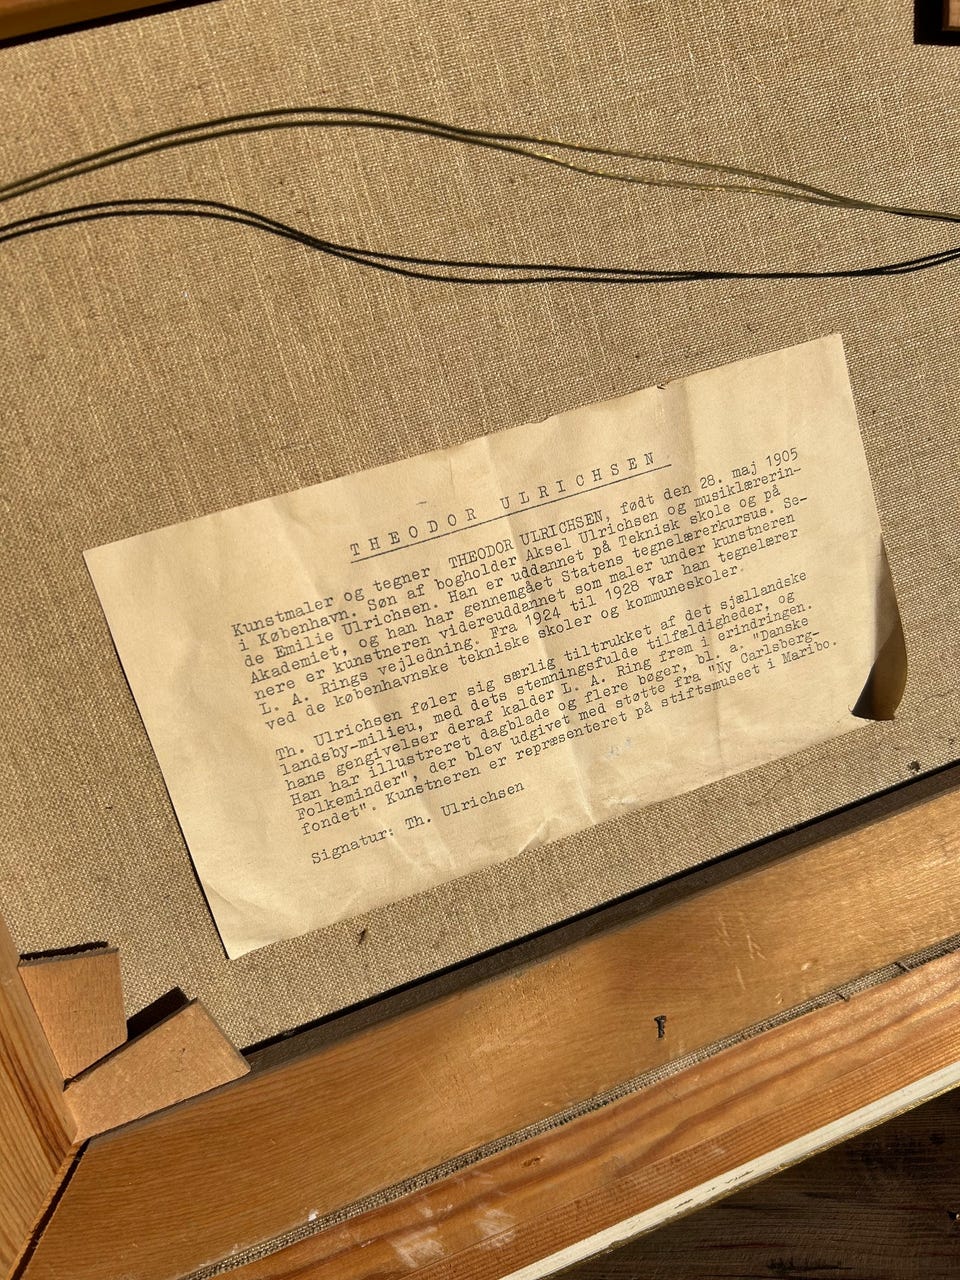 THEODOR ULRICHSEN
Kunstmaler og tegner THEODOR ULRICHSEN, født den 28. maj 1905
i København. Søn af bogholder Aksel Ulrichsen og musiklærerin-
de Emilie Ulrichsen. Han er uddannet på Teknisk skole og på
Akademiet, og han har gennemgået Statens tegnelærerkursus. Se-
nere er kunstneren videreuddannet som maler under kunstneren
L. A. Rings vejledning. Fra 1924 til 1928 var han tegnelærer
ved de københavnske tekniske skoler og kommuneskoler.
Th. Ulrichsen føler sig særlig tiltrukket af det sjællandske
landsby-milieu, med dets stemningsfulde tilfældigheder, og
hans gengivelser deraf kalder L. A. Ring frem i erindringen.
Han har illustreret dagblade og flere bøger, bl. a. "Danske
Folkeminder", der blev udgivet med støtte fra "Ny Carlsberg-
fondet". Kunstneren er repræsenteret på stiftsmuseet i Maribo.
Signatur: Th. Ulrichsen